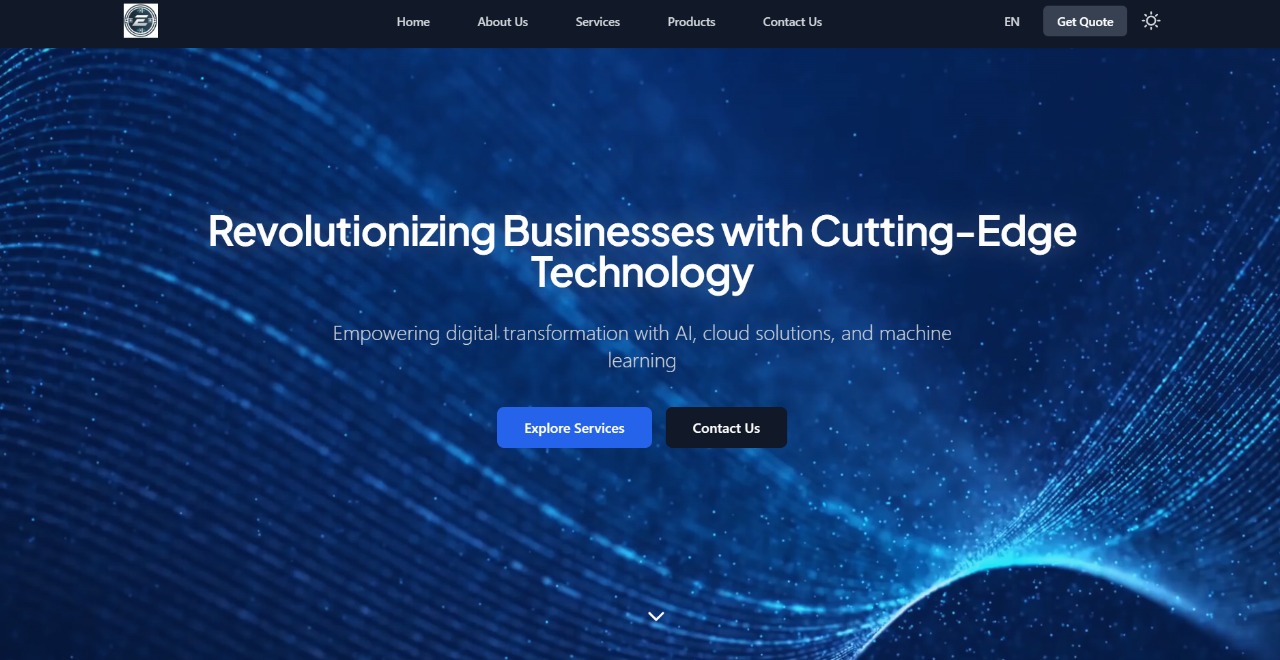 Home
About Us
Services
Products
Contact Us
EN
Get Quote
Revolutionizing Businesses with Cutting-Edge
Technology
Empowering digital transformation with AI, cloud solutions, and machine
learning
Explore Services
Contact Us